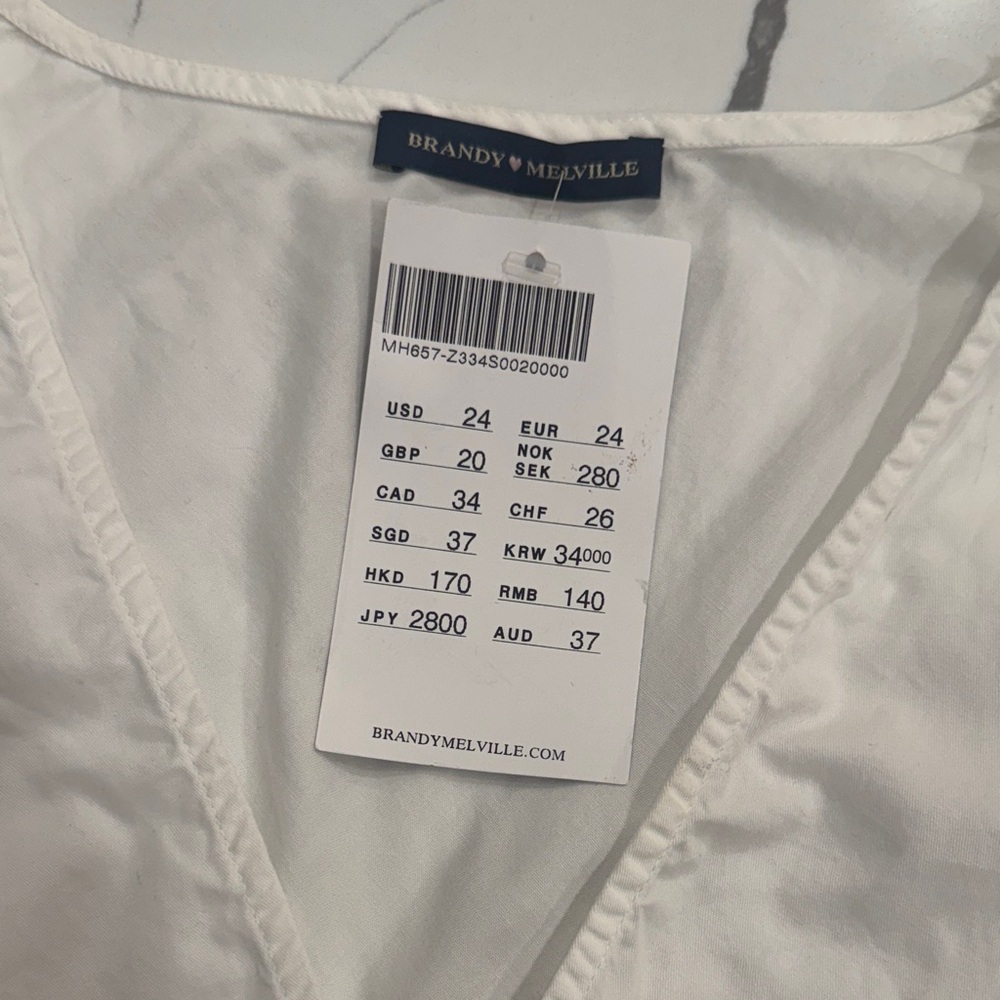 BRANDY♥MELVILLE
MH657-Z334S0020000
USD 24
EUR 24
GBP 20
NOK SEK 280
CAD 34
CHF 26
SGD 37
KRW 34000
HKD 170
RMB 140
JPY 2800
AUD 37
BRANDYMELVILLE.COM